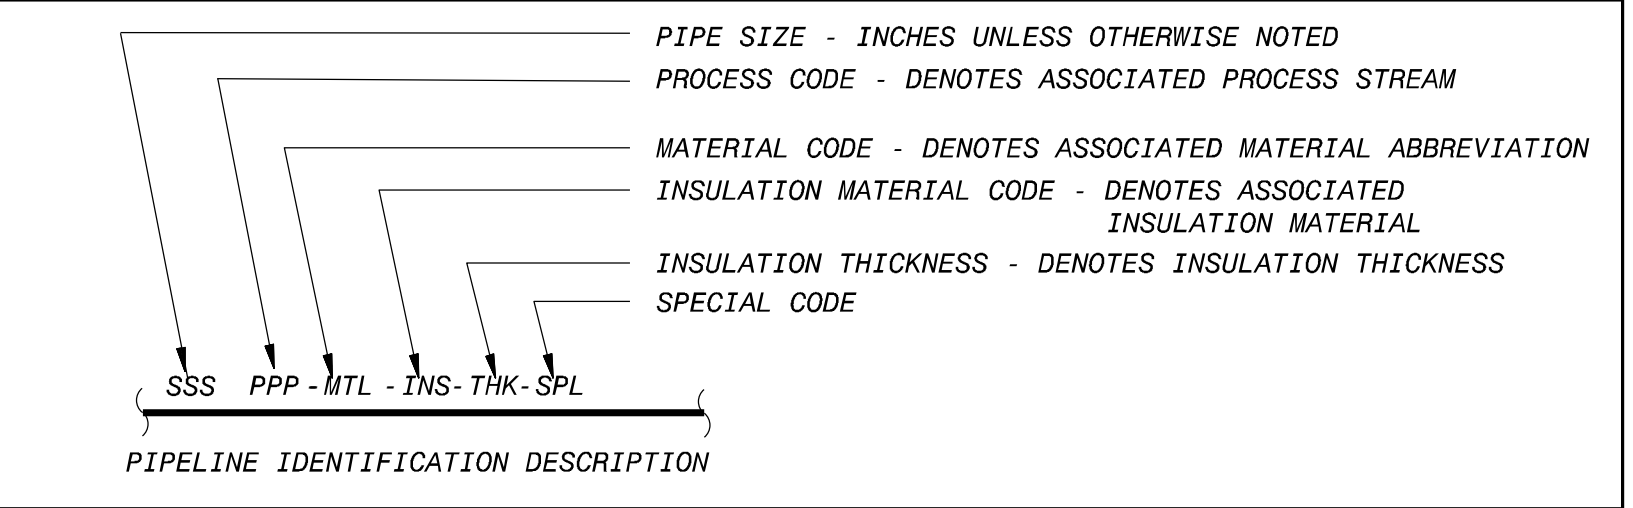 PIPE SIZE - INCHES UNLESS OTHERWISE NOTED
PROCESS CODE - DENOTES ASSOCIATED PROCESS STREAM
MATERIAL CODE - DENOTES ASSOCIATED MATERIAL ABBREVIATION
INSULATION MATERIAL CODE - DENOTES ASSOCIATED
INSULATION MATERIAL
INSULATION THICKNESS - DENOTES INSULATION THICKNESS
SPECIAL CODE
SSS PPP - MTL - INS - THK - SPL
PIPELINE IDENTIFICATION DESCRIPTION